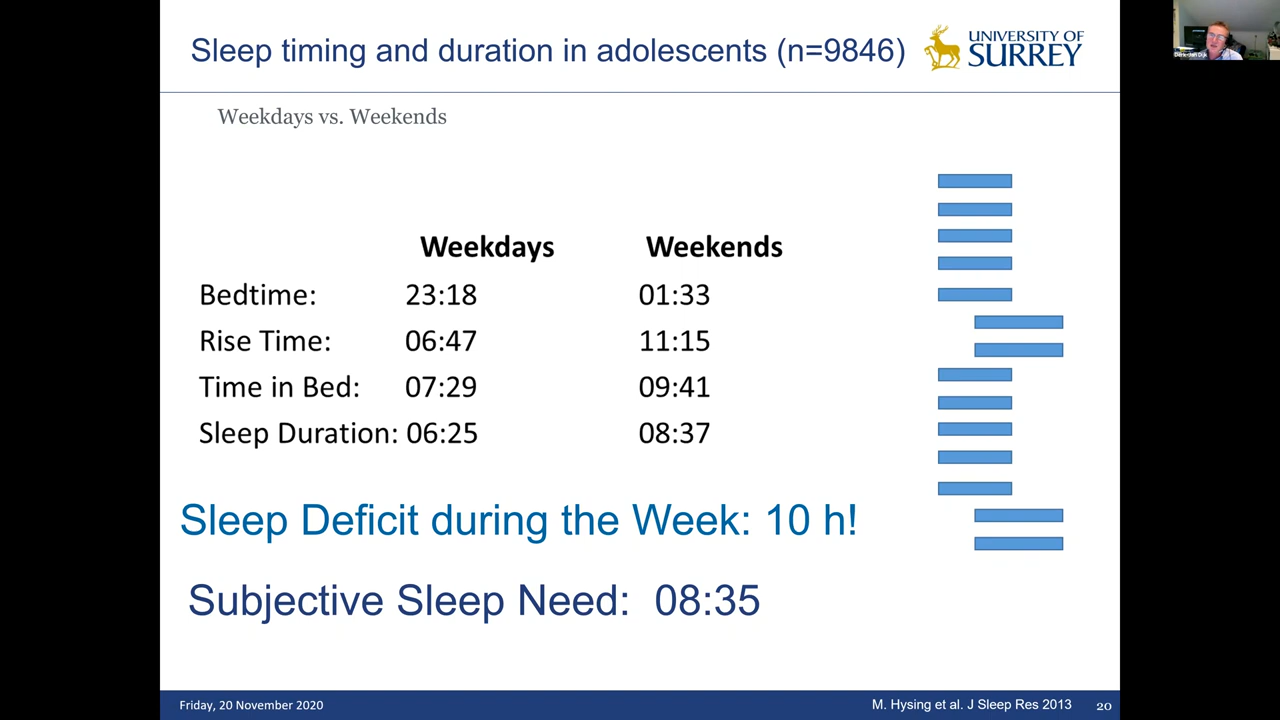 Sleep timing and duration in adolescents (n=9846)
UNIVERSITY OF
SURREY
Weekdays vs. Weekends
Weekdays Weekends
Bedtime: 23:18 01:33
Rise Time: 06:47 11:15
Time in Bed: 07:29 09:41
Sleep Duration: 06:25 08:37
Sleep Deficit during the Week: 10 h!
Subjective Sleep Need: 08:35
Friday, 20 November 2020
M. Hysing et al. J Sleep Res 2013
20